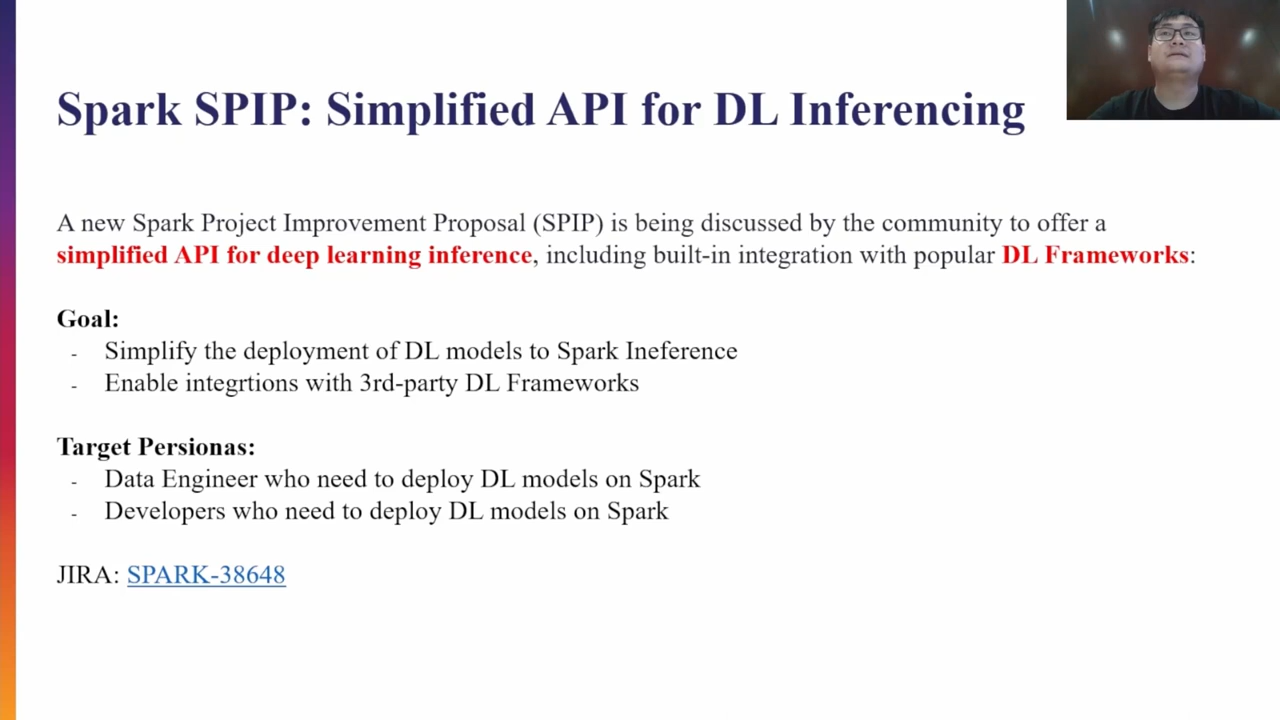 Spark SPIP: Simplified API for DL Inferencing
A new Spark Project Improvement Proposal (SPIP) is being discussed by the community to offer a
simplified API for deep learning inference, including built-in integration with popular DL Frameworks:
Goal:
- Simplify the deployment of DL models to Spark Ineference
- Enable integrtions with 3rd-party DL Frameworks
Target Persionas:
- Data Engineer who need to deploy DL models on Spark
- Developers who need to deploy DL models on Spark
JIRA: SPARK-38648